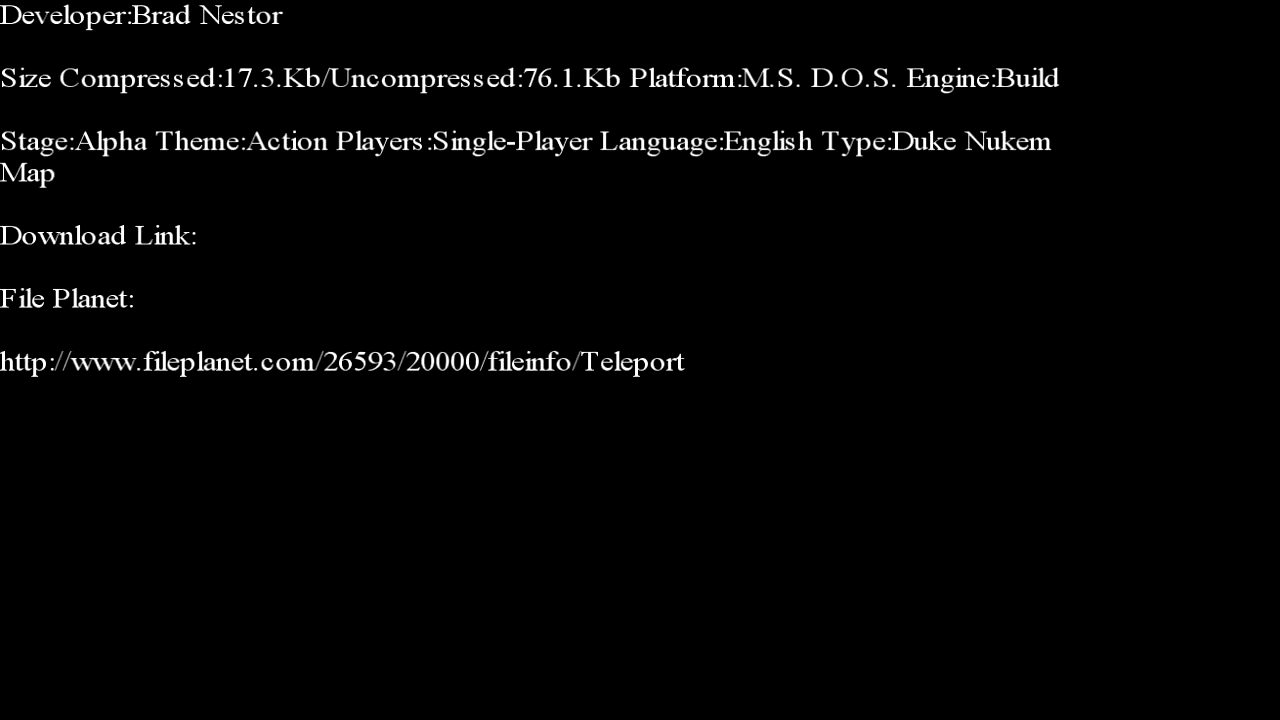 Developer:Brad Nestor
Size Compressed:17.3.Kb/Uncompressed:76.1.Kb Platform:M.S. D.O.S. Engine:Build
Stage:Alpha Theme:Action Players:Single-Player Language:English Type:Duke Nukem
Map
Download Link:
File Planet:
http://www.fileplanet.com/26593/20000/fileinfo/Teleport